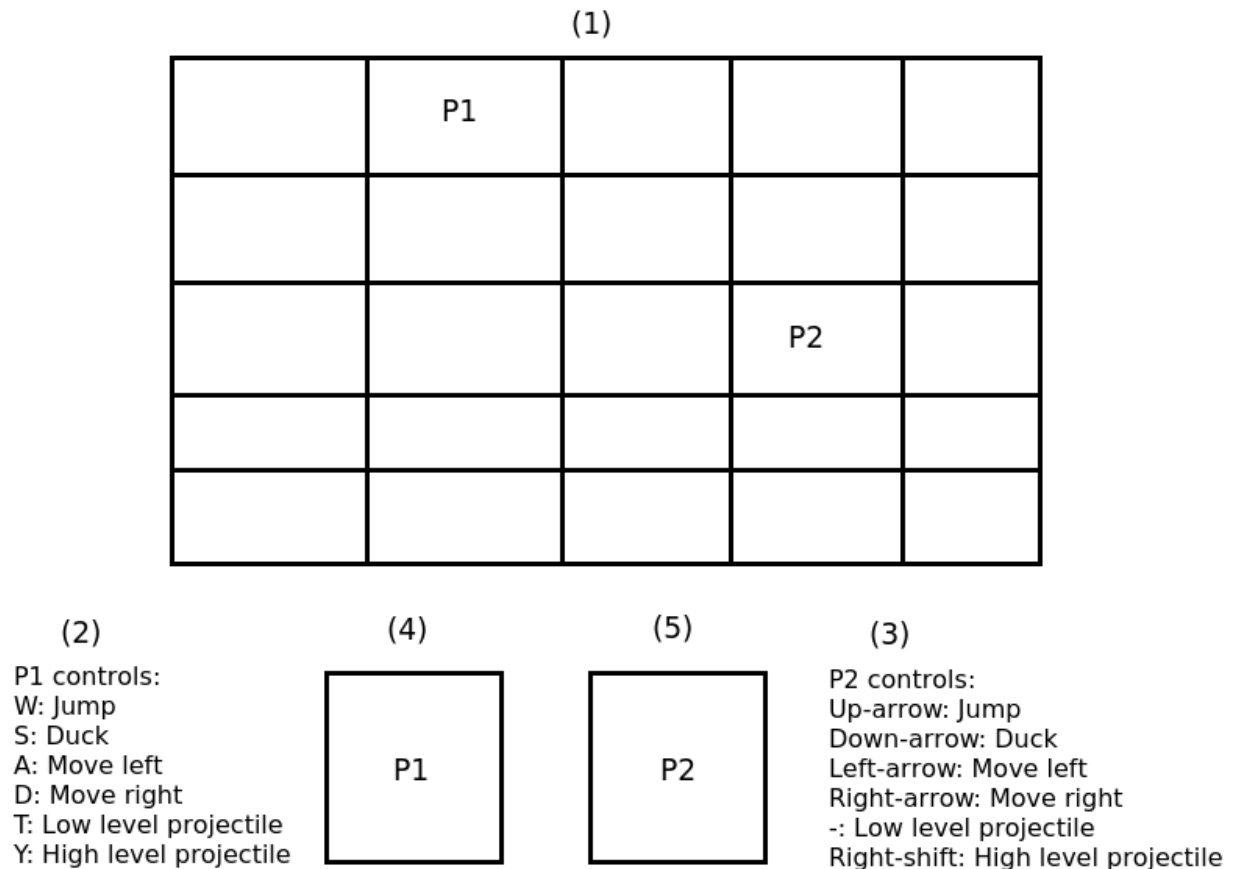 (1)
P1
P2
(2)
P1 controls:
W: Jump
S: Duck
A: Move left
D: Move right
T: Low level projectile
Y: High level projectile
(4)
P1
(5)
P2
(3)
P2 controls:
Up-arrow: Jump
Down-arrow: Duck
Left-arrow: Move left
Right-arrow: Move right
-: Low level projectile
Right-shift: High level projectile